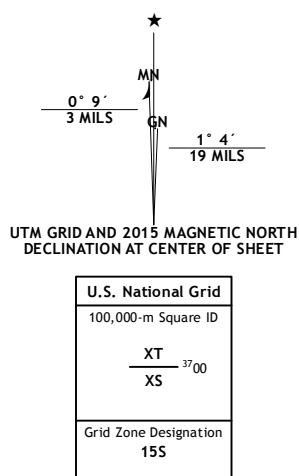 ★
MN
0° 9´
3 MILS
GN
1° 4´
19 MILS
UTM GRID AND 2015 MAGNETIC NORTH
DECLINATION AT CENTER OF SHEET
U.S. National Grid
100,000-m Square ID
XT
3700
XS
Grid Zone Designation
15S